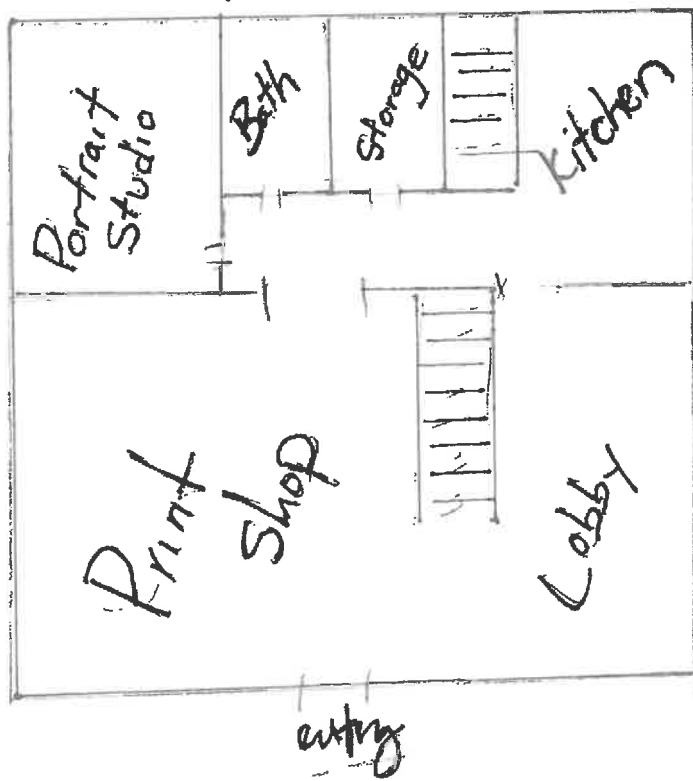 Portrait
Studio
Bath
Storage
Kitchen
Print
Shop
Lobby
entry